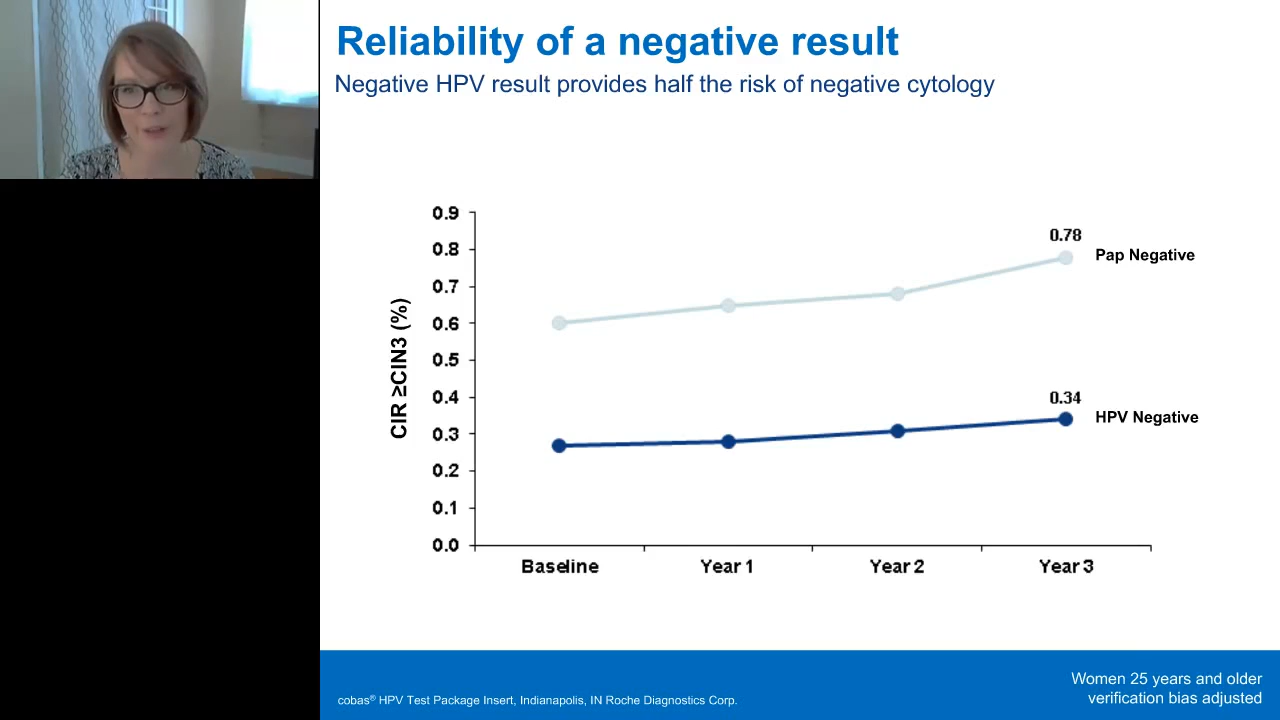 Reliability of a negative result
Negative HPV result provides half the risk of negative cytology
CIR ≥CIN3 (%)
0.9
0.8
0.7
0.6
0.5
0.4
0.3
0.2
0.1
0.0
0.78
Pap Negative
0.34
HPV Negative
Baseline Year 1 Year 2 Year 3
cobas® HPV Test Package Insert, Indianapolis, IN Roche Diagnostics Corp.
Women 25 years and older
verification bias adjusted